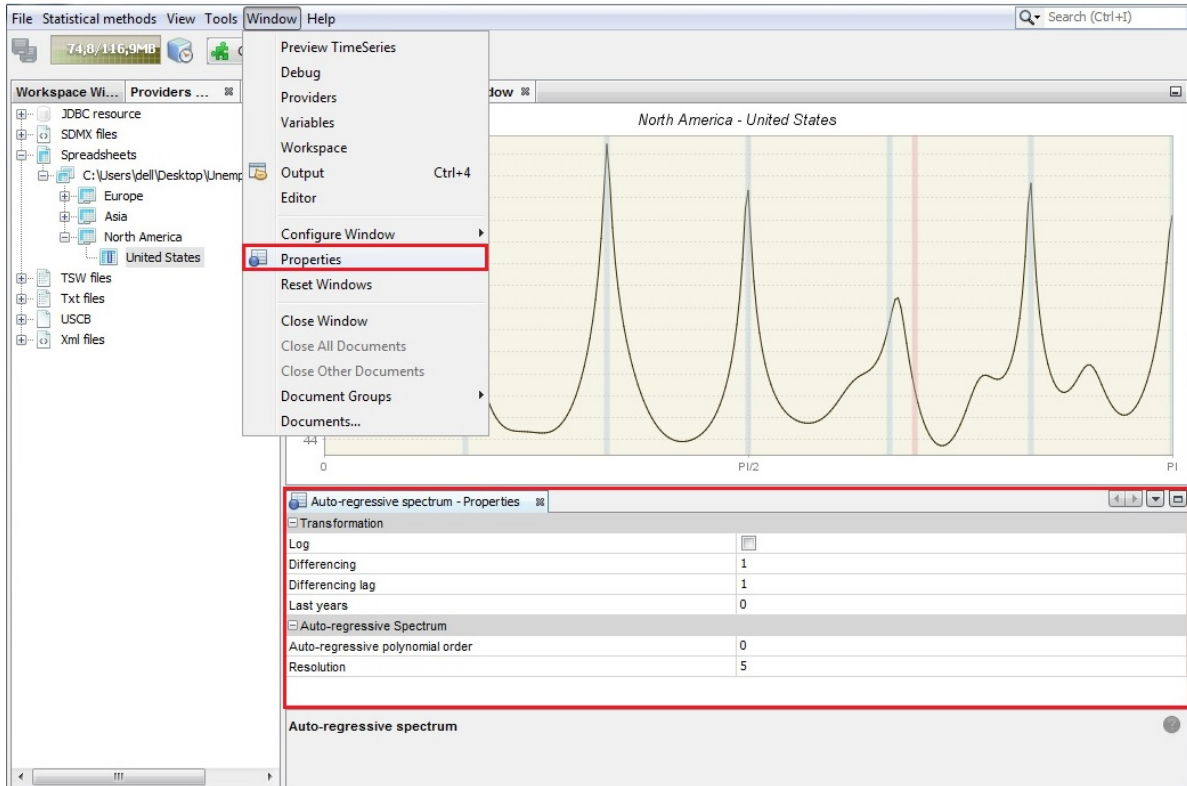 File Statistical methods View Tools Window Help
Search (Ctrl+I)
74,8/116,9MB
Workspace Wi... Providers ...
JDBC resource
SDMX files
Spreadsheets
C:\Users\dell\Desktop\Unemp
Europe
Asia
North America
United States
TSW files
Txt files
USCB
Xml files
Preview TimeSeries
Debug
Providers
Variables
Workspace
Output Ctrl+4
Editor
Configure Window
Properties
Reset Windows
Close Window
Close All Documents
Close Other Documents
Document Groups
Documents...
dow
North America - United States
44
0 PI/2 PI
Auto-regressive spectrum - Properties
Transformation
Log
Differencing 1
Differencing lag 1
Last years 0
Auto-regressive Spectrum
Auto-regressive polynomial order 0
Resolution 5
Auto-regressive spectrum